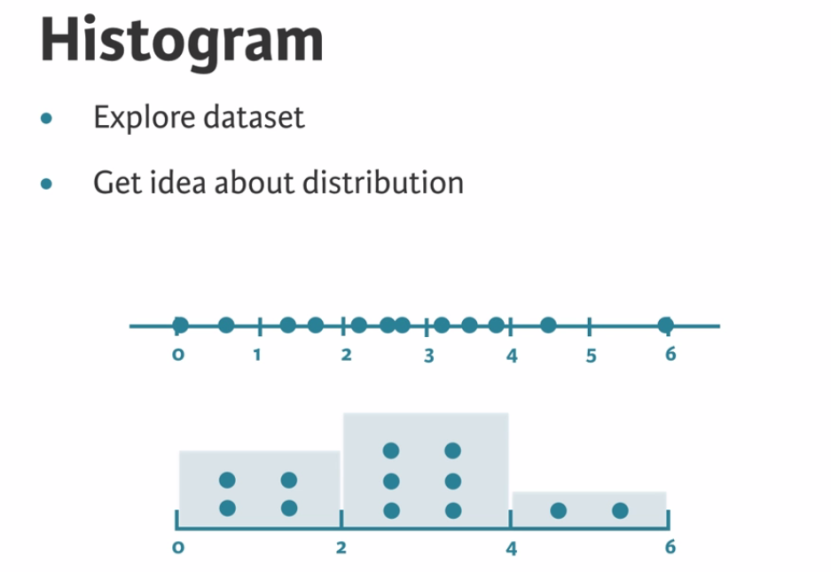 Histogram
• Explore dataset
• Get idea about distribution
0 1 2 3 4 5 6
0 2 4 6